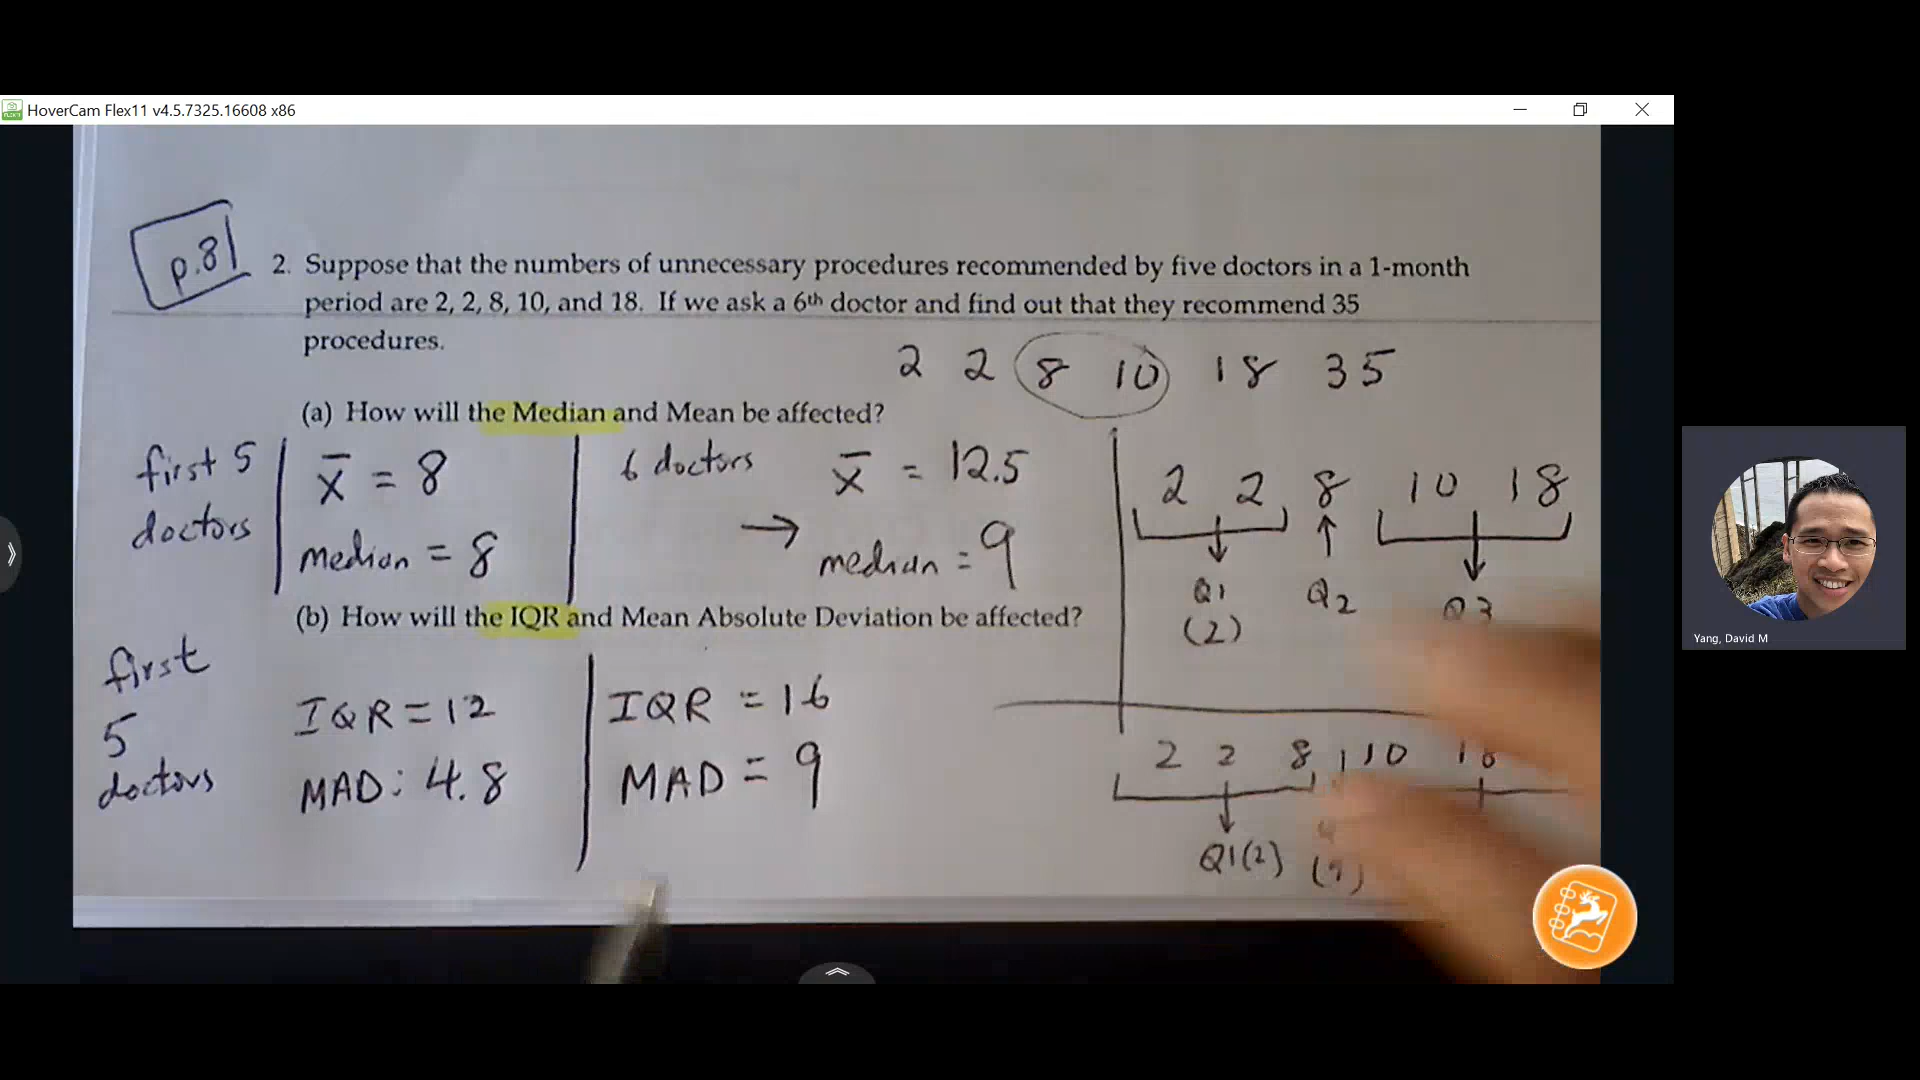 HoverCam Flex11 v4.5.7325.16608 x86
p.8
2. Suppose that the numbers of unnecessary procedures recommended by five doctors in a 1-month
period are 2, 2, 8, 10, and 18. If we ask a 6th doctor and find out that they recommend 35
procedures.
2 2 8 10 18 35
(a) How will the Median and Mean be affected?
first 5
doctors
x̄ = 8
median = 8
6 doctors
x̄ = 12.5
→ median = 9
2 2 8 10 18
Q1 Q2 Q3
(2)
(b) How will the IQR and Mean Absolute Deviation be affected?
first
5
doctors
IQR = 12
MAD: 4.8
IQR = 16
MAD = 9
2 2 8 10 18
Q1(2)
Yang, David M